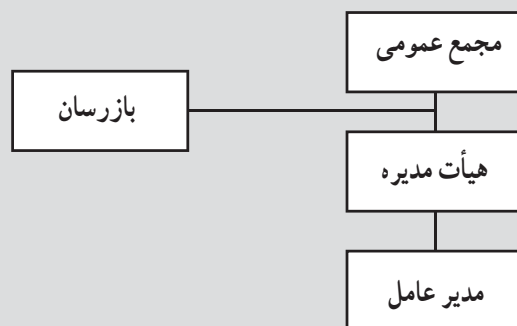 مجمع عمومی
بازرسان
هیأت مدیره
مدیر عامل